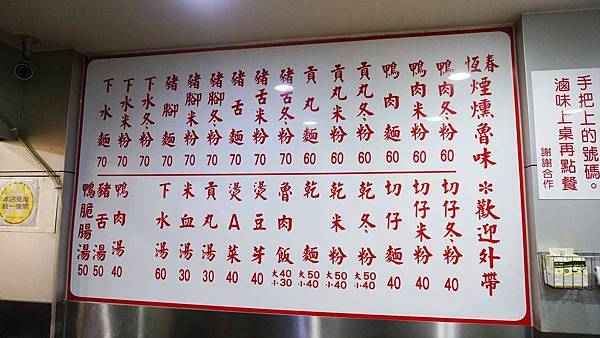 恆春煙燻魯味 ※歡迎外帶
鴨肉冬粉 60
鴨肉米粉 60
鴨肉麵 60
貢丸冬粉 60
貢丸米粉 60
貢丸麵 60
豬舌冬粉 70
豬舌米粉 70
豬舌麵 70
豬腳冬粉 70
豬腳米粉 70
豬腳麵 70
下水冬粉 70
下水米粉 70
下水麵 70
切仔冬粉 40
切仔米粉 40
切仔麵 40
乾冬粉 大50 小40
乾米粉 大50 小40
乾麵 大50 小40
魯肉飯 大40 小30
燙豆芽 40
燙A菜 40
貢丸湯 30
米血湯 30
下水湯 60
鴨肉湯 40
豬舌湯 50
鴨脆腸湯 50
手把上的號碼。
滷味上桌再點餐
謝謝合作